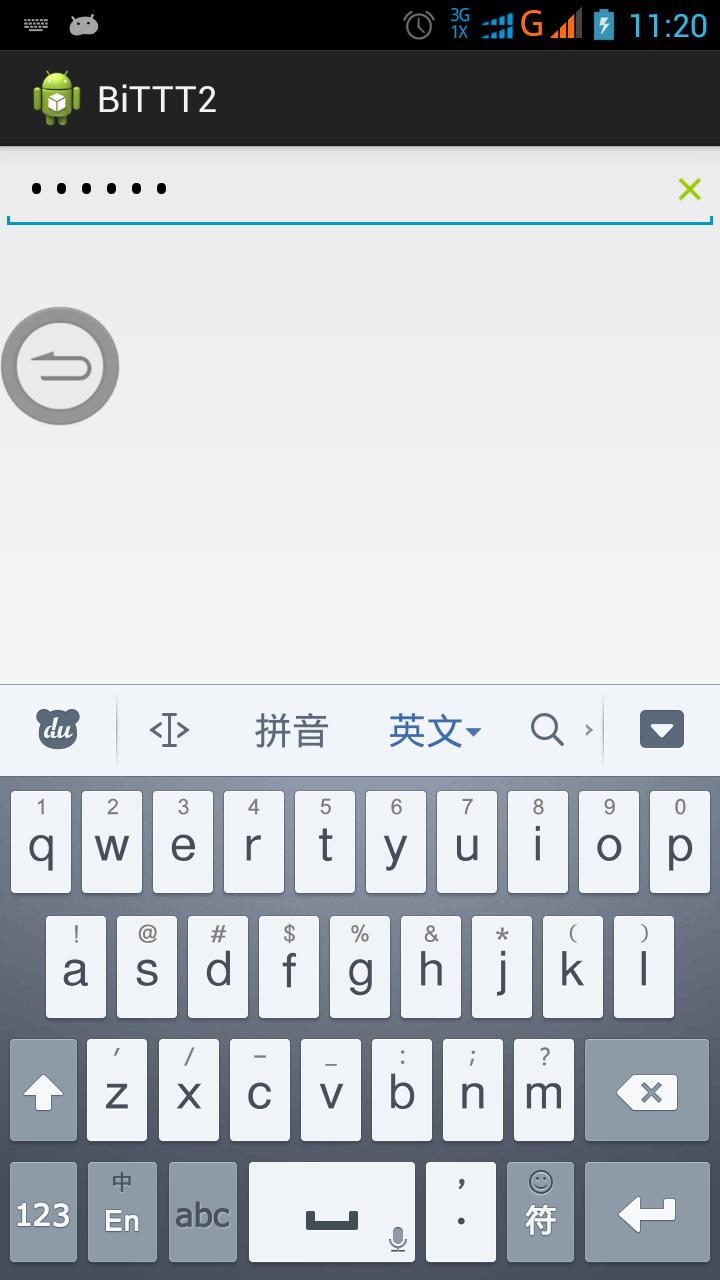 3G
1X
G
11:20
BiTTT2
••••••
du
拼音
英文
1 2 3 4 5 6 7 8 9 0
q w e r t y u i o p
! @ # $ % & * ( )
a s d f g h j k l
′ / – _ : ; ?
z x c v b n m
中 ,
123 En abc . 符